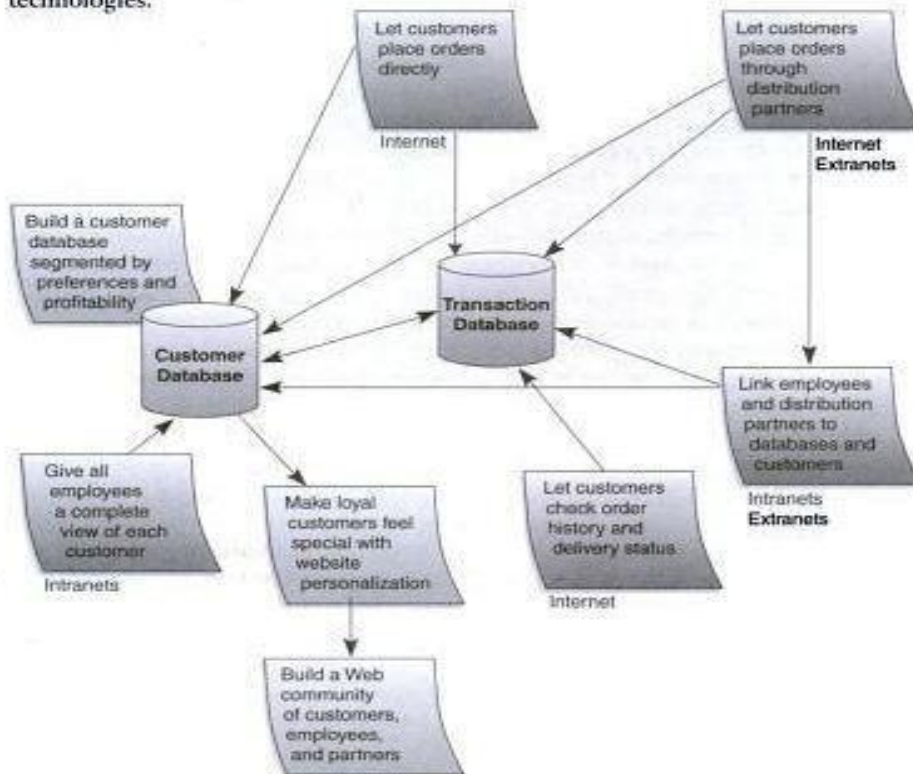 technologies.
Let customers
place orders
directly
Internet
Let customers
place orders
through
distribution
partners
Internet
Extranets
Build a customer
database
segmented by
preferences and
profitability
Transaction
Database
Customer
Database
Link employees
and distribution
partners to
databases and
customers
Intranets
Extranets
Give all
employees
a complete
view of each
customer
Intranets
Make loyal
customers feel
special with
website
personalization
Let customers
check order
history and
delivery status
Internet
Build a Web
community
of customers,
employees,
and partners